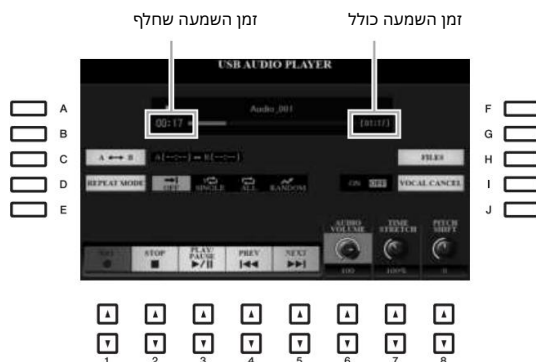 זמן השמעה שחלף זמן השמעה כולל
USB AUDIO PLAYER
Audio_001
00:17 [01:17]
A F
B G
C A ⟷ B A[--:--] ↔ B[--:--] FILES H
D REPEAT MODE OFF SINGLE ALL RANDOM ON OFF VOCAL CANCEL I
E J
AUDIO VOLUME TIME STRETCH PITCH SHIFT
STOP PLAY/PAUSE PREV NEXT
100 100% 0
1 2 3 4 5 6 7 8